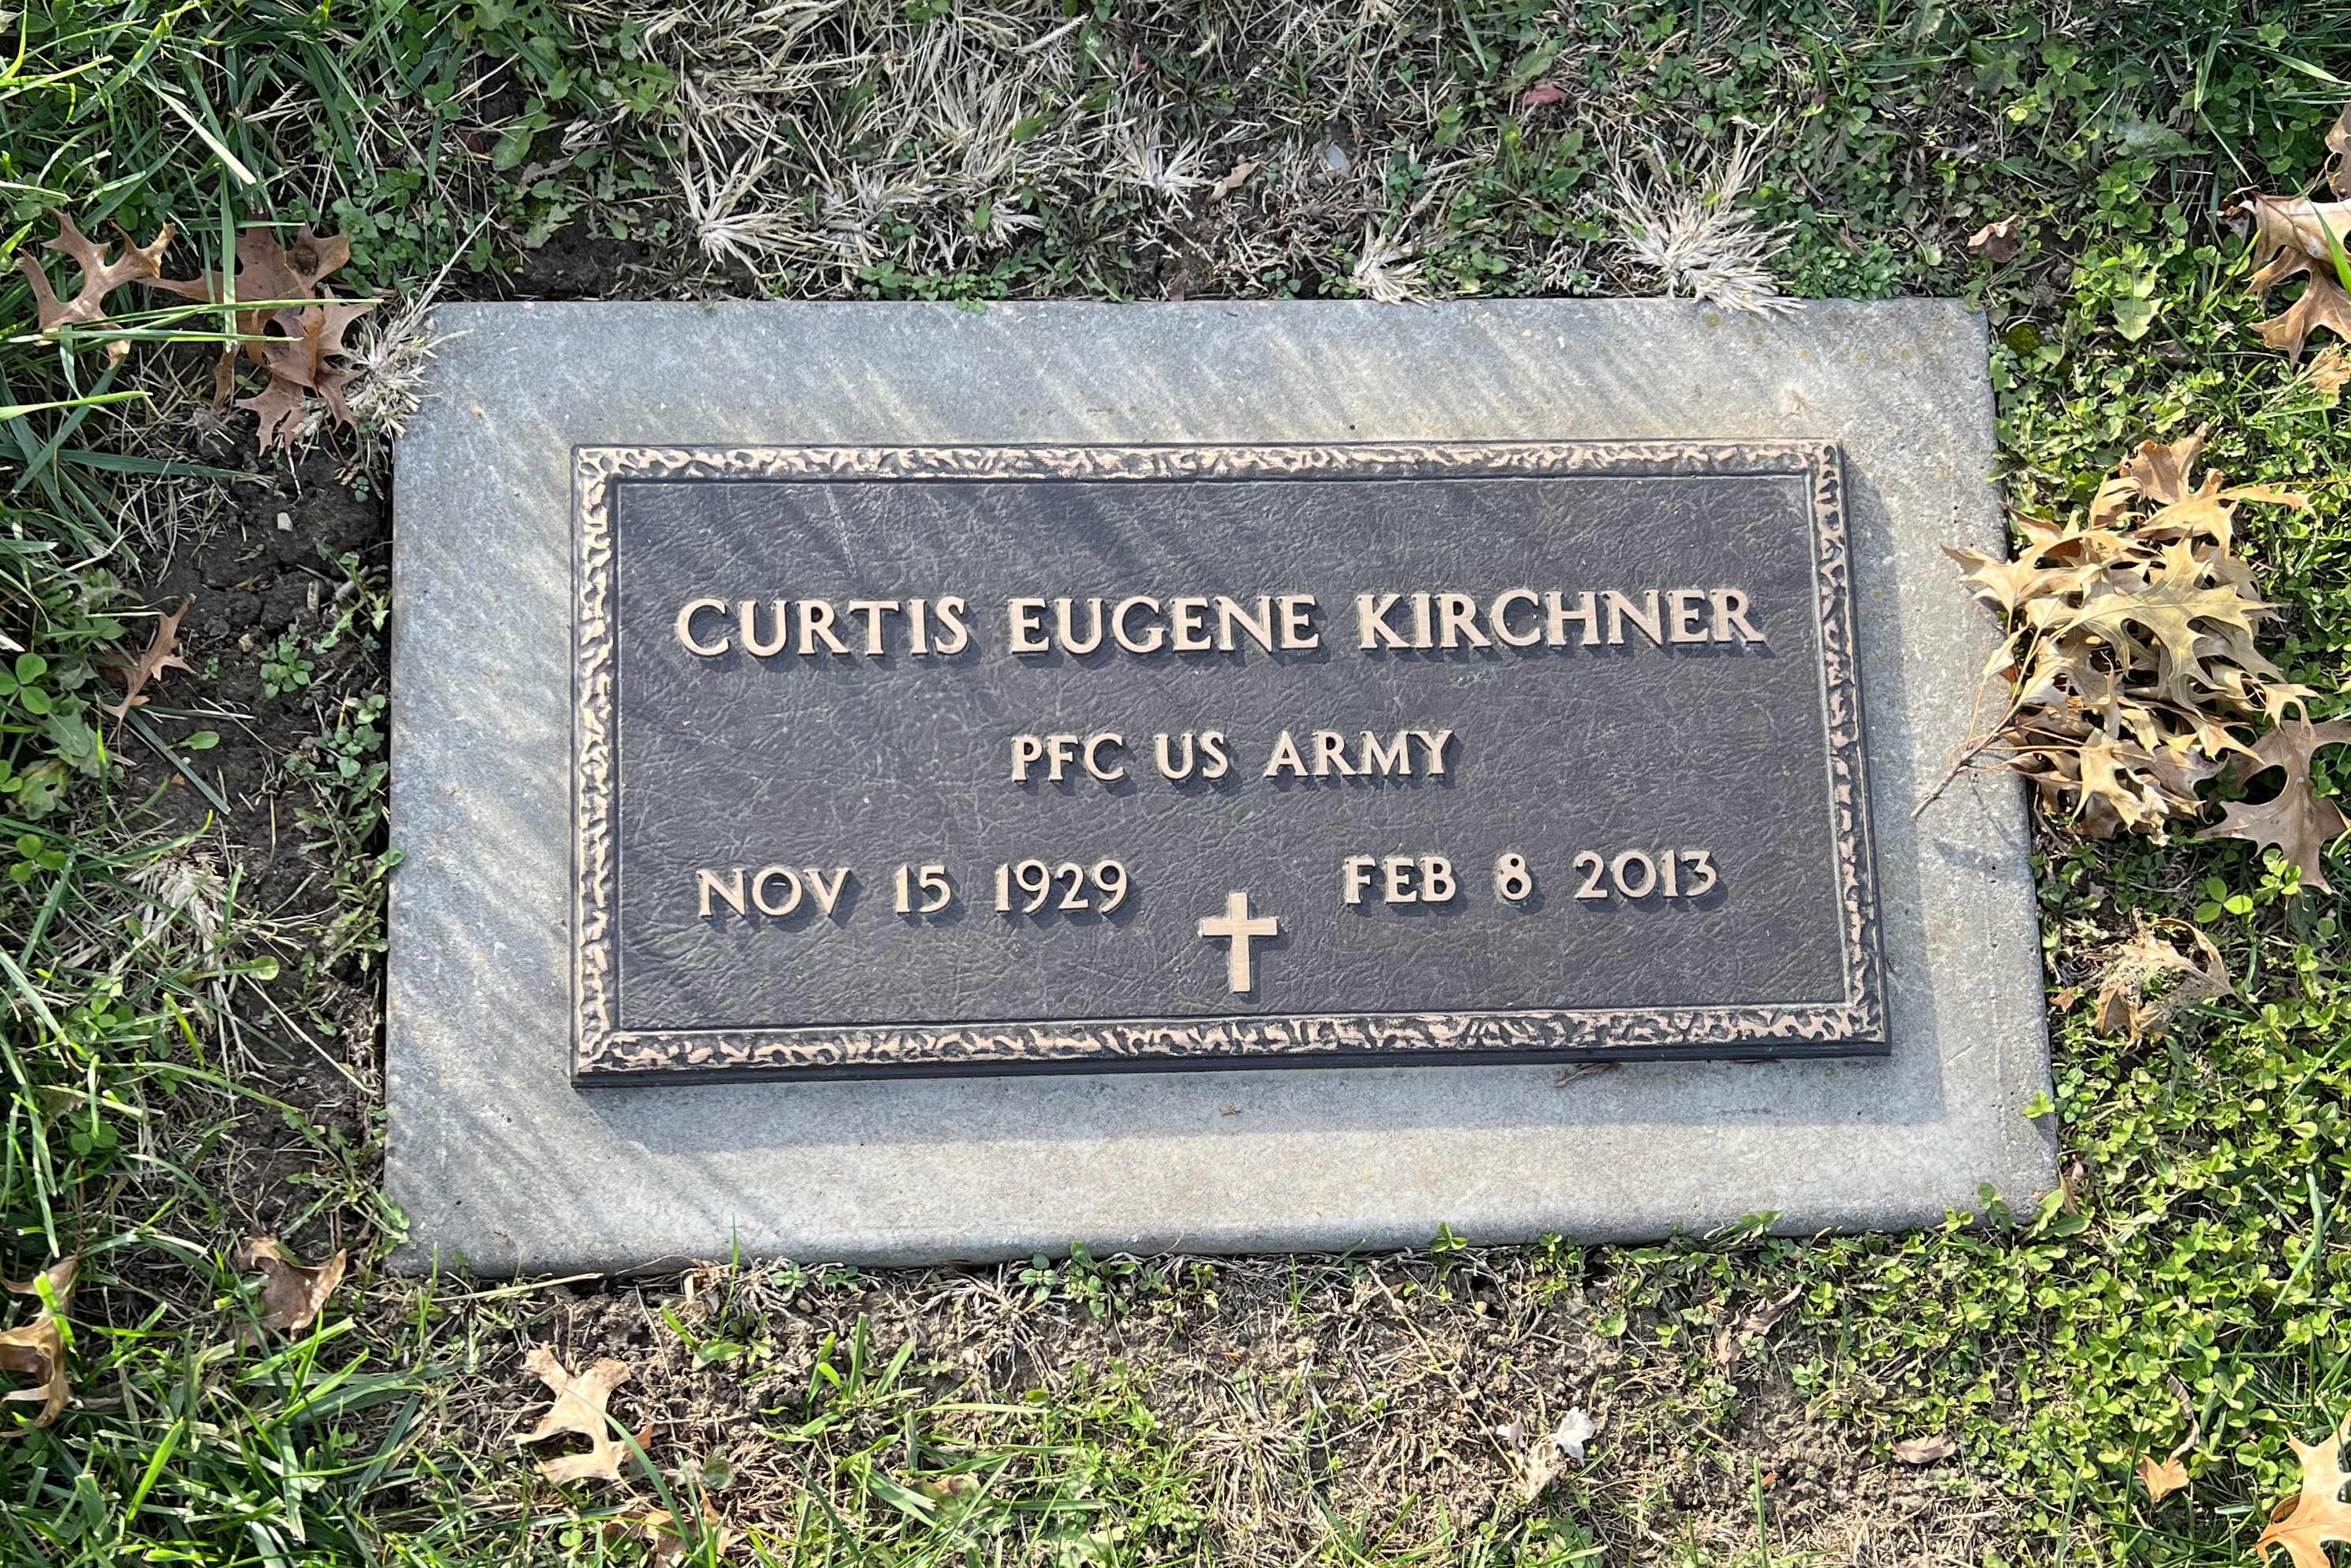 CURTIS EUGENE KIRCHNER
PFC US ARMY
NOV 15 1929 FEB 8 2013